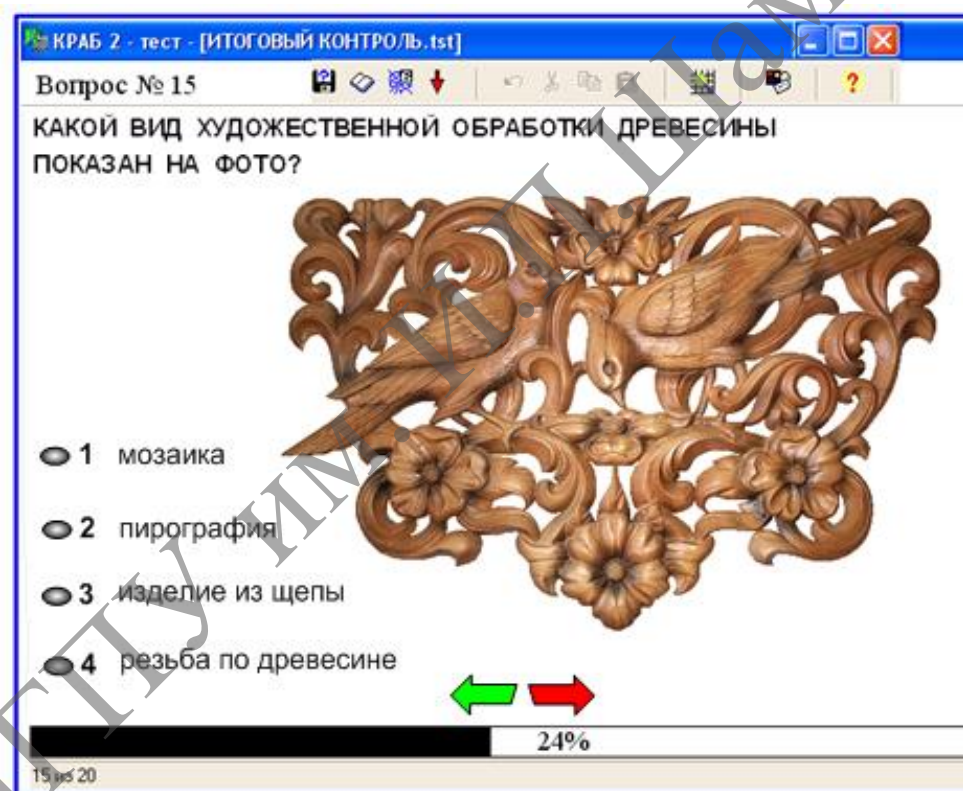 КРАБ 2 - тест - [ИТОГОВЫЙ КОНТРОЛЬ.tst]
Вопрос № 15
КАКОЙ ВИД ХУДОЖЕСТВЕННОЙ ОБРАБОТКИ ДРЕВЕСИНЫ
ПОКАЗАН НА ФОТО?
1 мозаика
2 пирография
3 изделие из щепы
4 резьба по древесине
24%
15 из 20